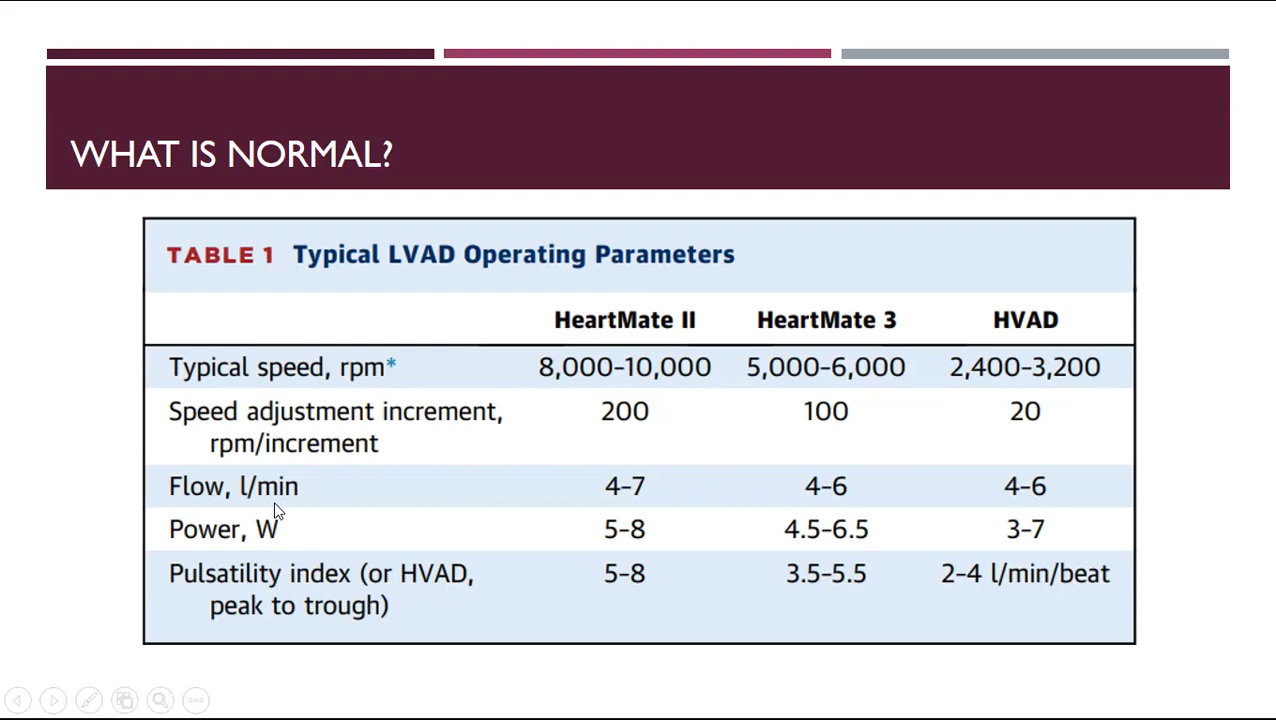 WHAT IS NORMAL?
TABLE 1 Typical LVAD Operating Parameters
HeartMate II HeartMate 3 HVAD
Typical speed, rpm* 8,000–10,000 5,000–6,000 2,400–3,200
Speed adjustment increment, 200 100 20
rpm/increment
Flow, l/min 4–7 4–6 4–6
Power, W 5–8 4.5–6.5 3–7
Pulsatility index (or HVAD, 5–8 3.5–5.5 2–4 l/min/beat
peak to trough)